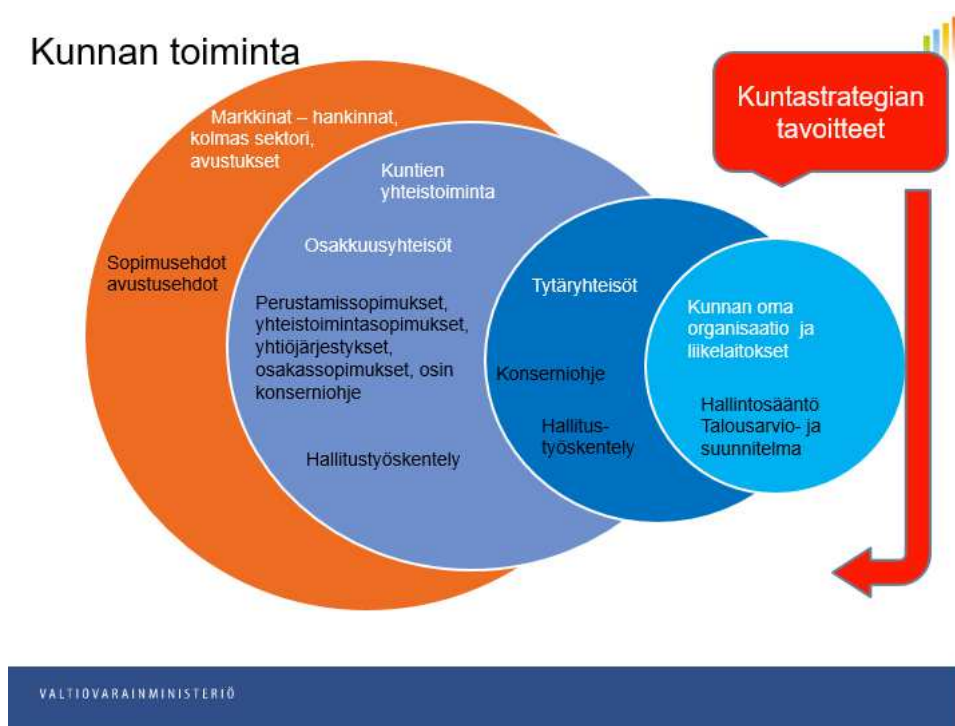 Kunnan toiminta
Kuntastrategian
tavoitteet
Markkinat – hankinnat,
kolmas sektori,
avustukset
Sopimusehdot
avustusehdot
Kuntien
yhteistoiminta
Osakkuusyhteisöt
Perustamissopimukset,
yhteistoimintasopimukset,
yhtiöjärjestykset,
osakassopimukset, osin
konserniohje
Hallitustyöskentely
Tytäryhteisöt
Konserniohje
Hallitus-
työskentely
Kunnan oma
organisaatio ja
liikelaitokset
Hallintosääntö
Talousarvio- ja
suunnitelma
VALTIOVARAINMINISTERIÖ